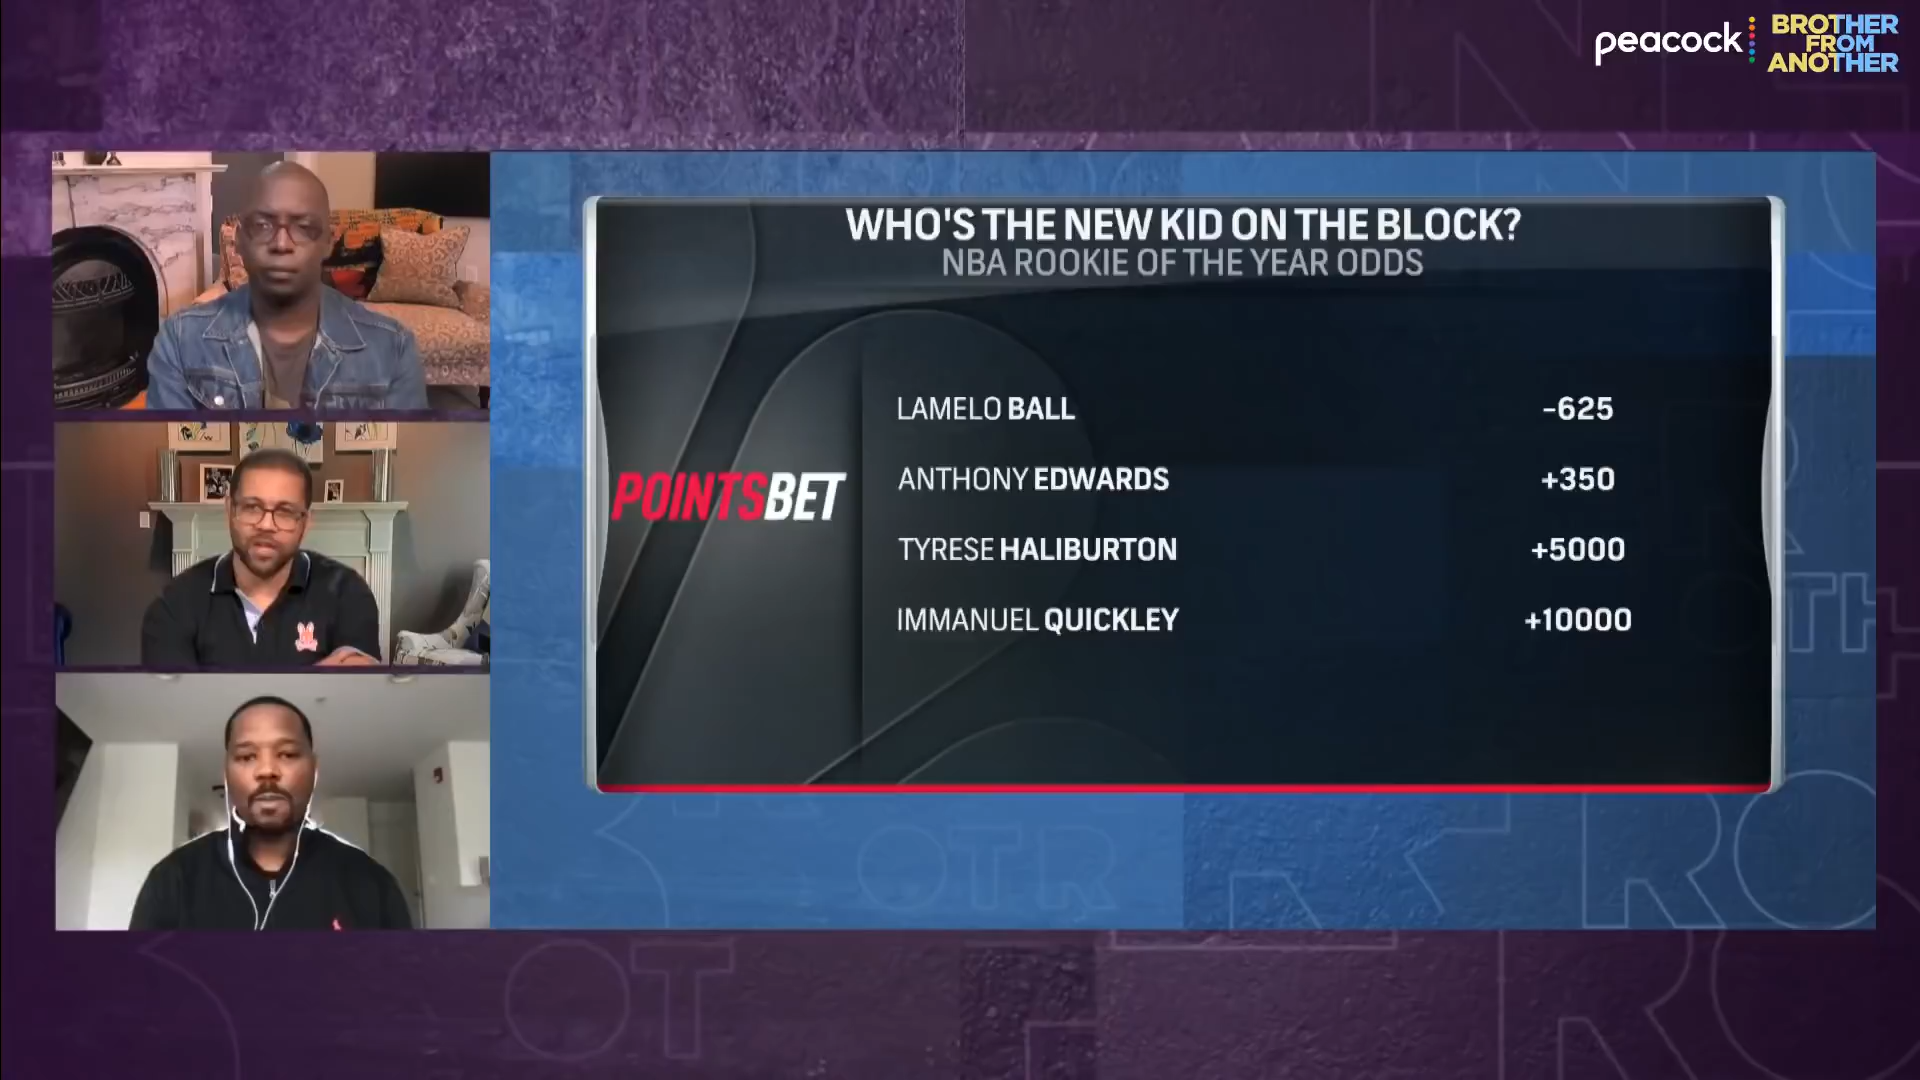 peacock
BROTHER
FROM
ANOTHER
WHO'S THE NEW KID ON THE BLOCK?
NBA ROOKIE OF THE YEAR ODDS
POINTSBET
LAMELO BALL -625
ANTHONY EDWARDS +350
TYRESE HALIBURTON +5000
IMMANUEL QUICKLEY +10000